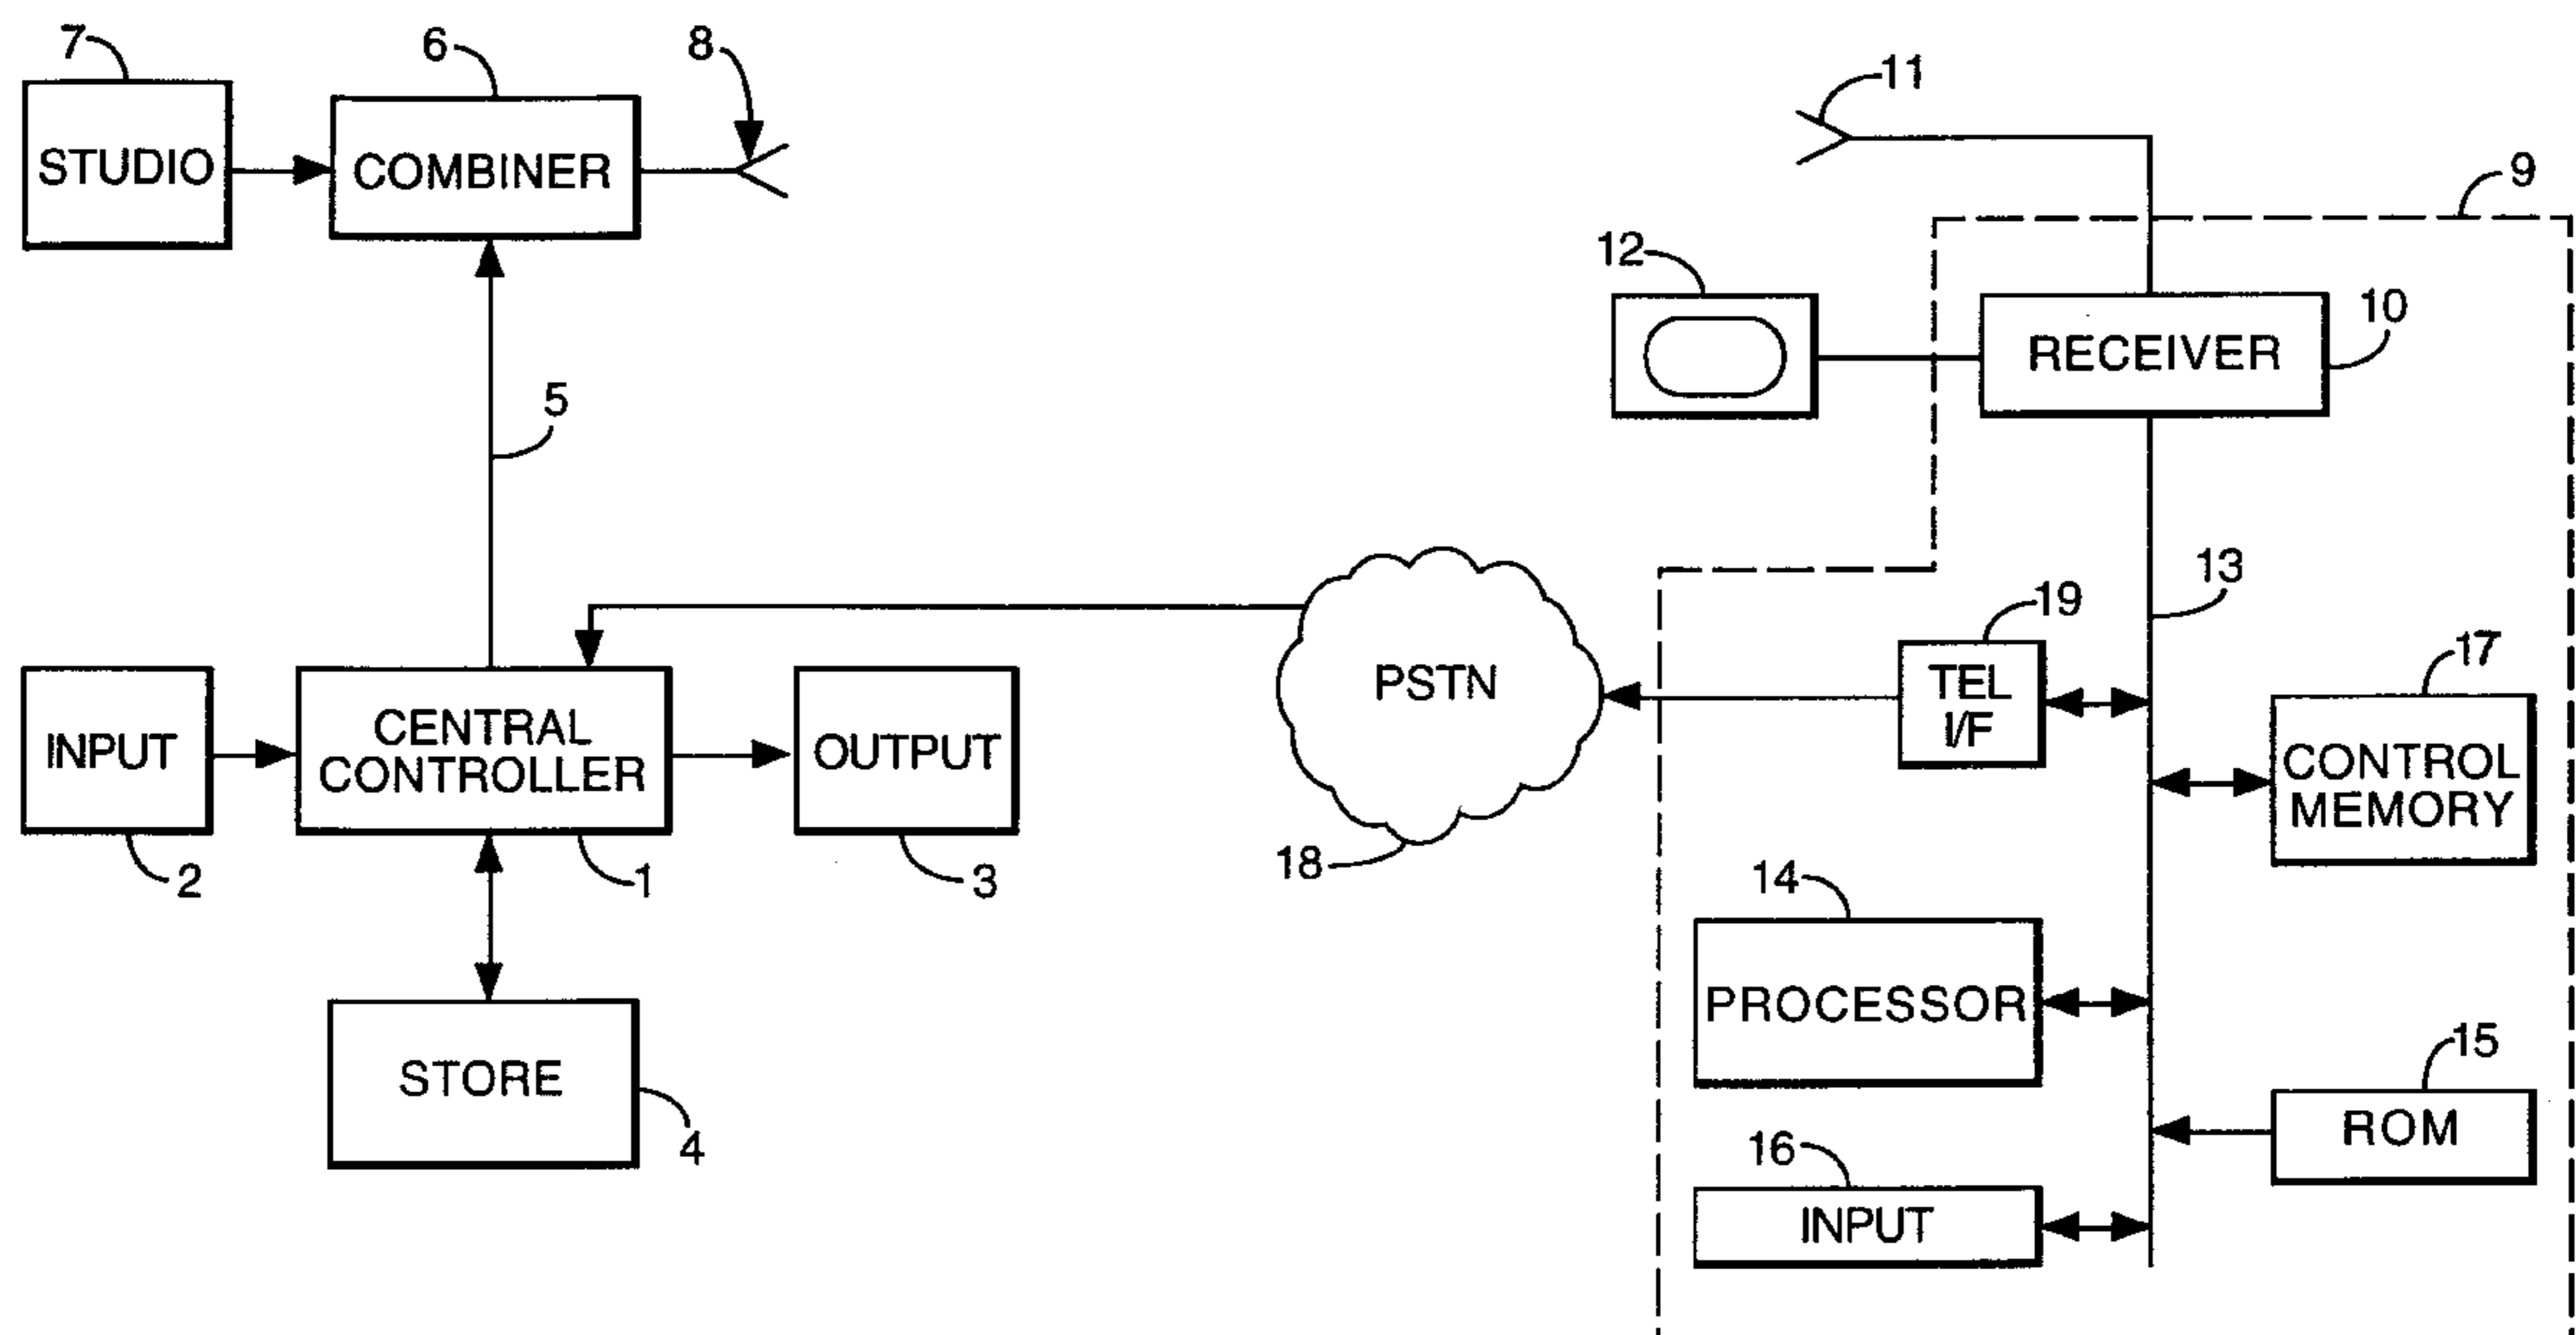 7
6
8
11
STUDIO
COMBINER
9
12
10
RECEIVER
5
13
19
17
PSTN
TEL
I/F
INPUT
CENTRAL
CONTROLLER
OUTPUT
CONTROL
MEMORY
2
1
3
18
14
PROCESSOR
STORE
4
15
ROM
16
INPUT